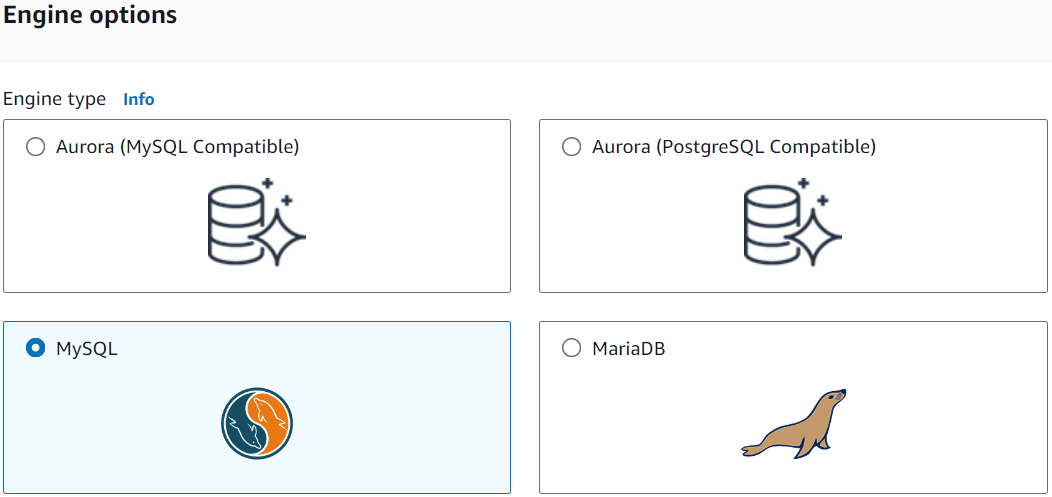 Engine options
Engine type Info
Aurora (MySQL Compatible)
Aurora (PostgreSQL Compatible)
MySQL
MariaDB